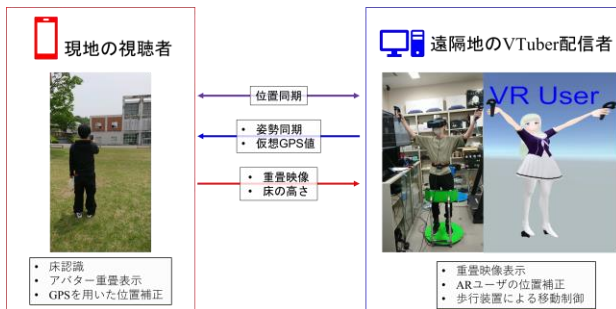 現地の視聴者
遠隔地のVTuber配信者
位置同期
• 姿勢同期
• 仮想GPS値
• 重畳映像
• 床の高さ
VR User
• 床認識
• アバター重畳表示
• GPSを用いた位置補正
• 重畳映像表示
• ARユーザの位置補正
• 歩行装置による移動制御